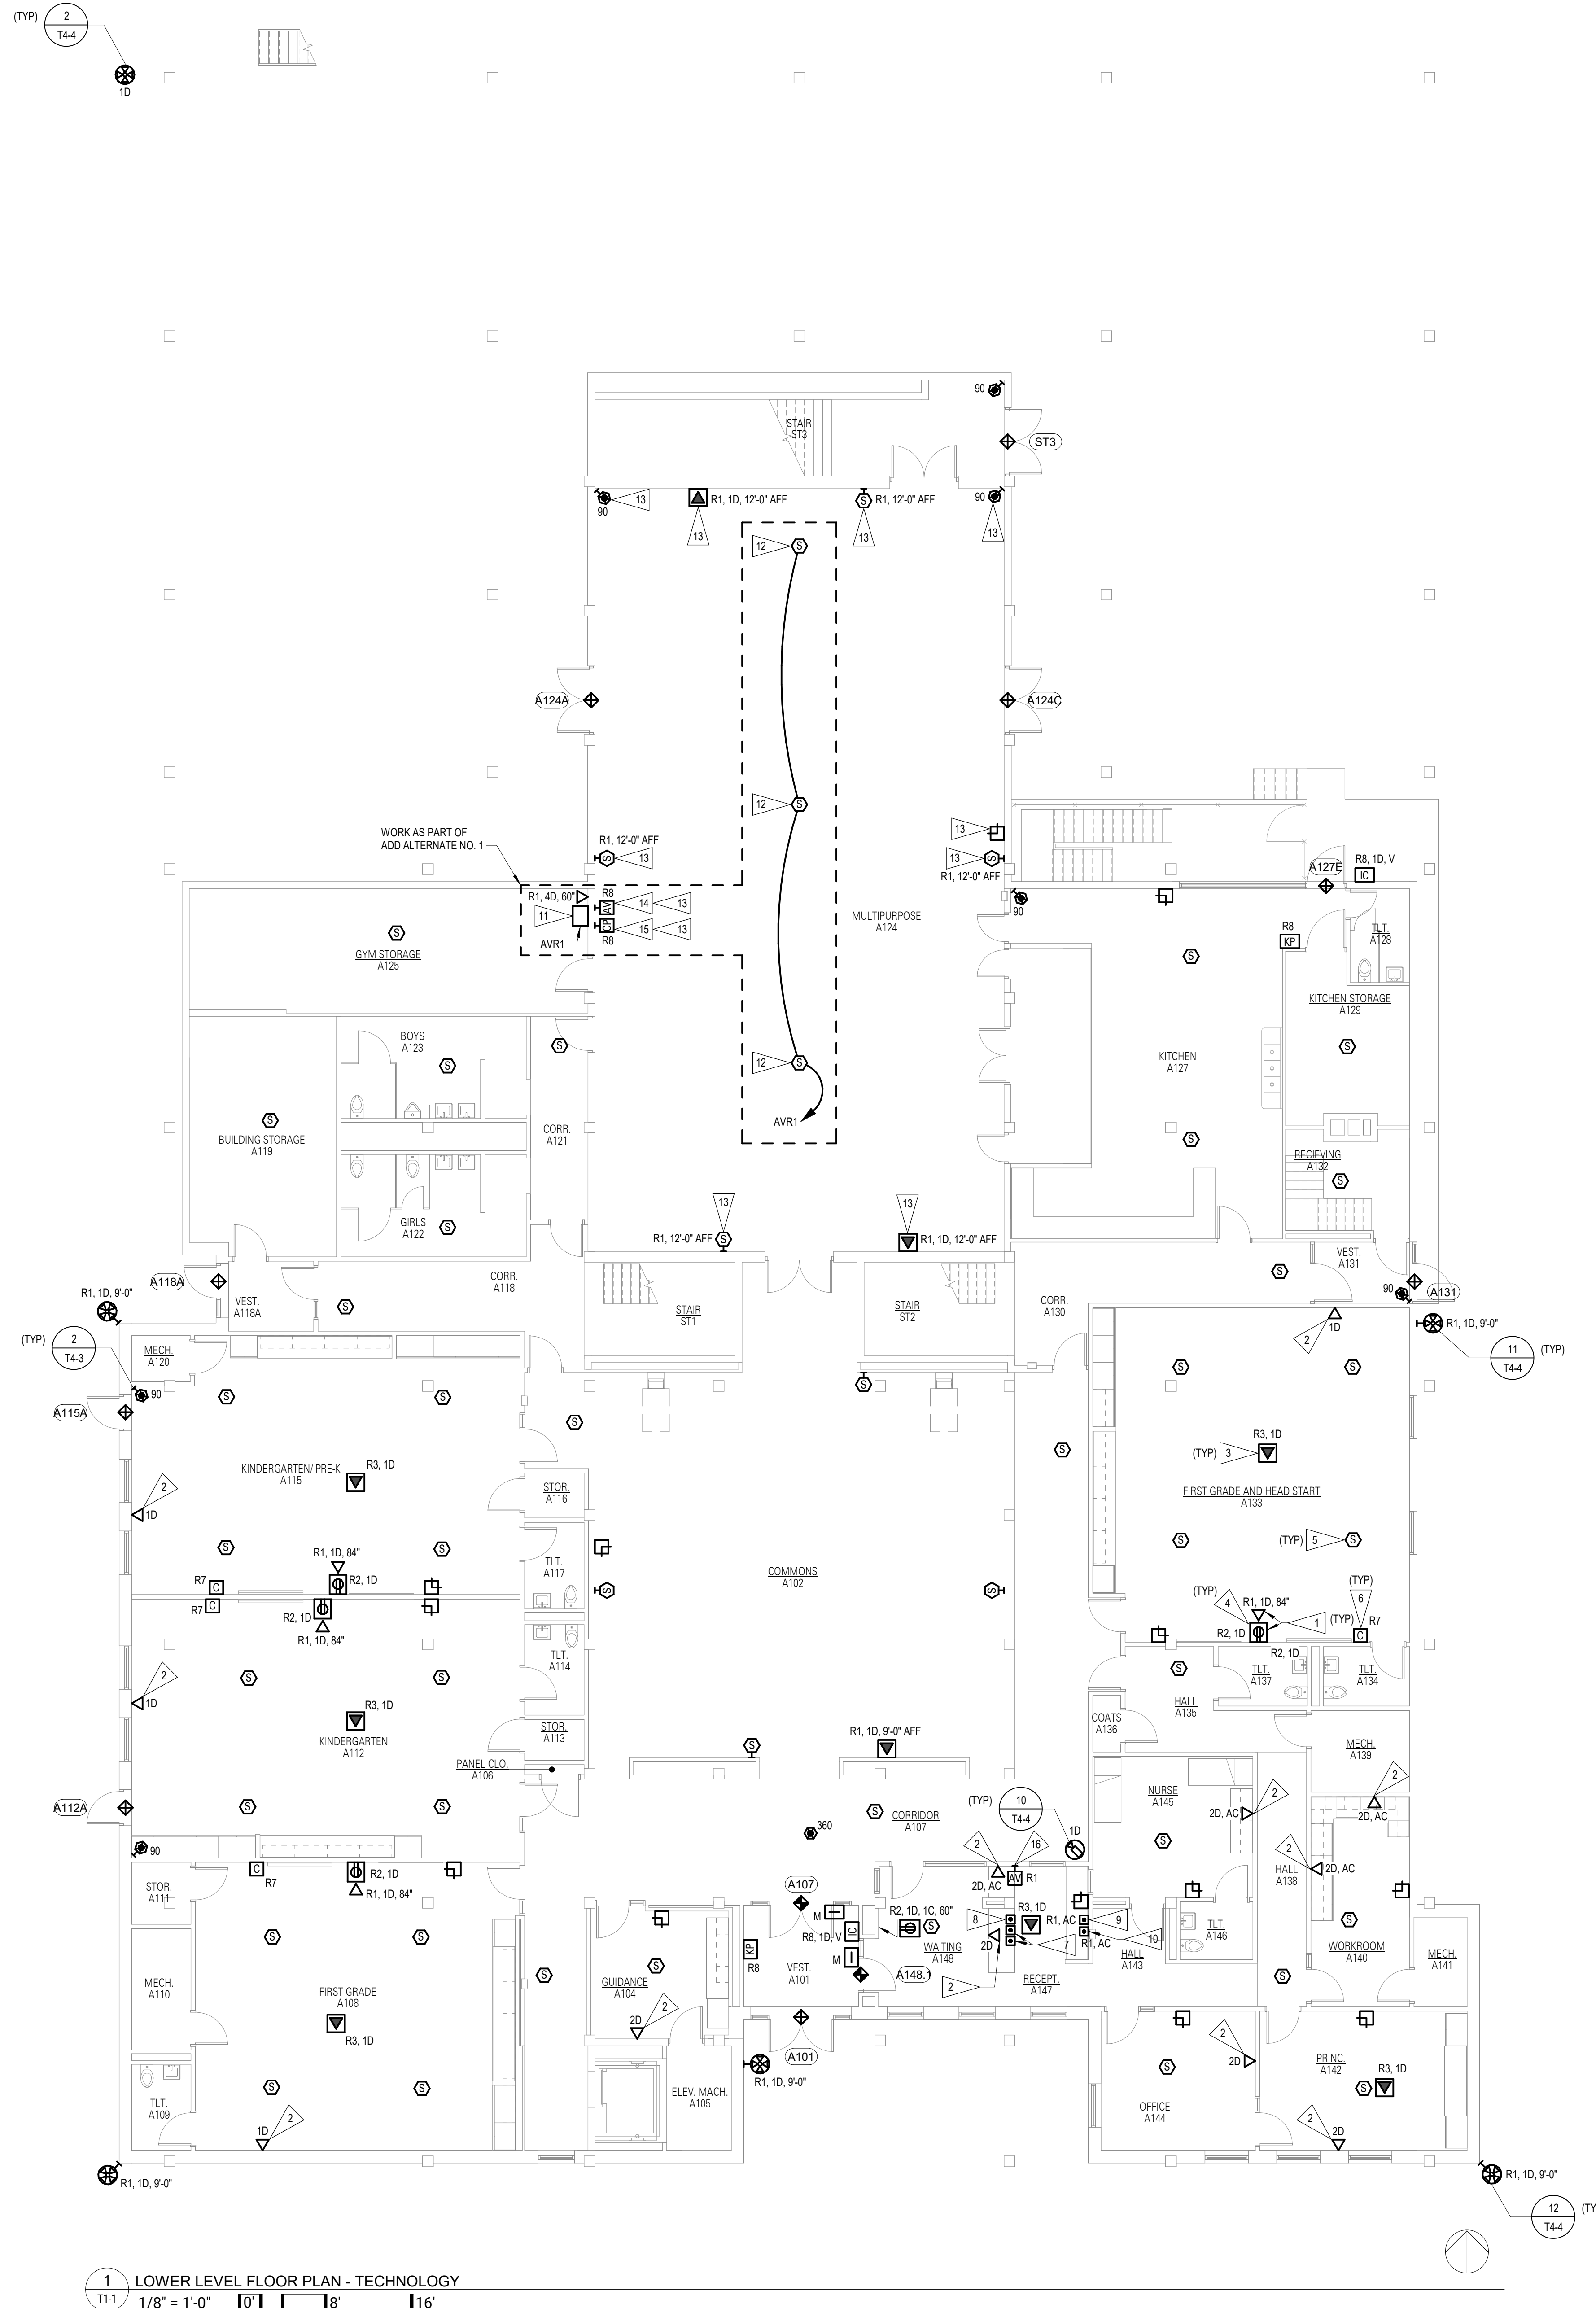 (TYP)
2
T4-4
1D
90
STAIR
ST3
ST3
13
90
R1, 1D, 12'-0" AFF
13
S
R1, 12'-0" AFF
13
90
13
12
S
A124A
A124C
12
S
WORK AS PART OF
ADD ALTERNATE NO. 1
R1, 12'-0" AFF
S
13
13
13
S
R1, 12'-0" AFF
R1, 4D, 60"
R8
AV
14
13
11
CP
15
13
R8
AVR1
MULTIPURPOSE
A124
90
A127E
R8, 1D, V
IC
S
GYM STORAGE
A125
R8
KP
TLT.
A128
S
KITCHEN STORAGE
A129
BOYS
A123
S
S
12
S
KITCHEN
A127
S
AVR1
S
BUILDING STORAGE
A119
CORR.
A121
S
RECIEVING
A132
S
GIRLS
A122
S
13
R1, 12'-0" AFF
S
13
R1, 1D, 12'-0" AFF
VEST.
A131
S
A118A
CORR.
A118
VEST.
A118A
S
90
A131
R1, 1D, 9'-0"
STAIR
ST1
STAIR
ST2
CORR.
A130
R1, 1D, 9'-0"
11
T4-4
(TYP)
(TYP)
2
T4-3
MECH.
A120
2
1D
S
S
S
90
S
S
A115A
S
S
R3, 1D
(TYP)
3
KINDERGARTEN/ PRE-K
A115
R3, 1D
STOR.
A116
2
1D
FIRST GRADE AND HEAD START
A133
S
(TYP)
5
S
S
S
R1, 1D, 84"
TLT.
A117
COMMONS
A102
R7
C
R2, 1D
S
S
(TYP)
4
R1, 1D, 84"
(TYP)
6
1
(TYP)
R7
C
R2, 1D
R7
C
R2, 1D
R1, 1D, 84"
TLT.
A114
R2, 1D
TLT.
A137
TLT.
A134
S
S
2
1D
S
HALL
A135
COATS
A136
R3, 1D
KINDERGARTEN
A112
STOR.
A113
R1, 1D, 9'-0" AFF
S
MECH.
A139
PANEL CLO.
A106
A112A
S
S
NURSE
A145
2
2D, AC
2
2D, AC
(TYP)
10
T4-4
CORRIDOR
A107
S
360
1D
S
90
C
R7
R2, 1D
R1, 1D, 84"
2
2D, AC
16
AV
R1
2
2D, AC
HALL
A138
STOR.
A111
A107
M
R2, 1D, 1C, 60"
S
R3, 1D
8
R1, AC
9
S
S
IC
R8, 1D, V
2D
7
R1, AC
10
TLT.
A146
S
KP
R8
M
WAITING
A148
HALL
A143
WORKROOM
A140
MECH.
A141
MECH.
A110
S
GUIDANCE
A104
S
VEST.
A101
A148.1
2
RECEPT.
A147
S
FIRST GRADE
A108
R3, 1D
2
2D
A101
2
2D
S
PRINC.
A142
R3, 1D
S
R1, 1D, 9'-0"
TLT.
A109
S
S
ELEV. MACH.
A105
OFFICE
A144
2
1D
2
2D
R1, 1D, 9'-0"
R1, 1D, 9'-0"
12
T4-4
1
T1-1
LOWER LEVEL FLOOR PLAN - TECHNOLOGY
1/8" = 1'-0"
0'
8'
16'